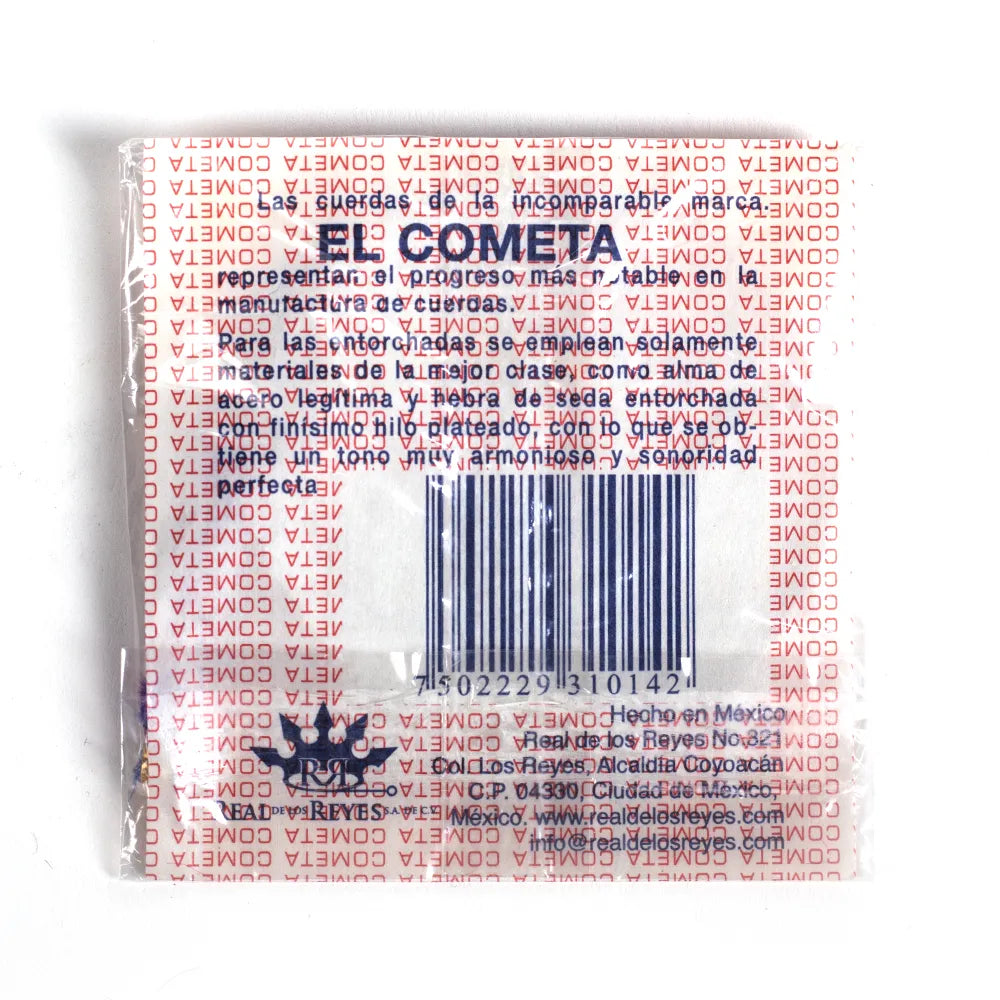 Las cuerdas de la incomparable marca.
EL COMETA
representan el progreso más notable en la
manufactura de cuerdas.
Para las entorchadas se emplean solamente
materiales de la mejor clase, como alma de
acero legítima y hebra de seda entorchada
con finísimo hilo plateado, con lo que se ob-
tiene un tono muy armonioso y sonoridad
perfecta
7 502229 310142
Hecho en México
Real de los Reyes No.321
Col. Los Reyes, Alcaldía Coyoacán
C.P. 04330, Ciudad de México,
México. www.realdelosreyes.com
info@realdelosreyes.com
RR
REAL DE LOS REYES S.A. DE C.V.